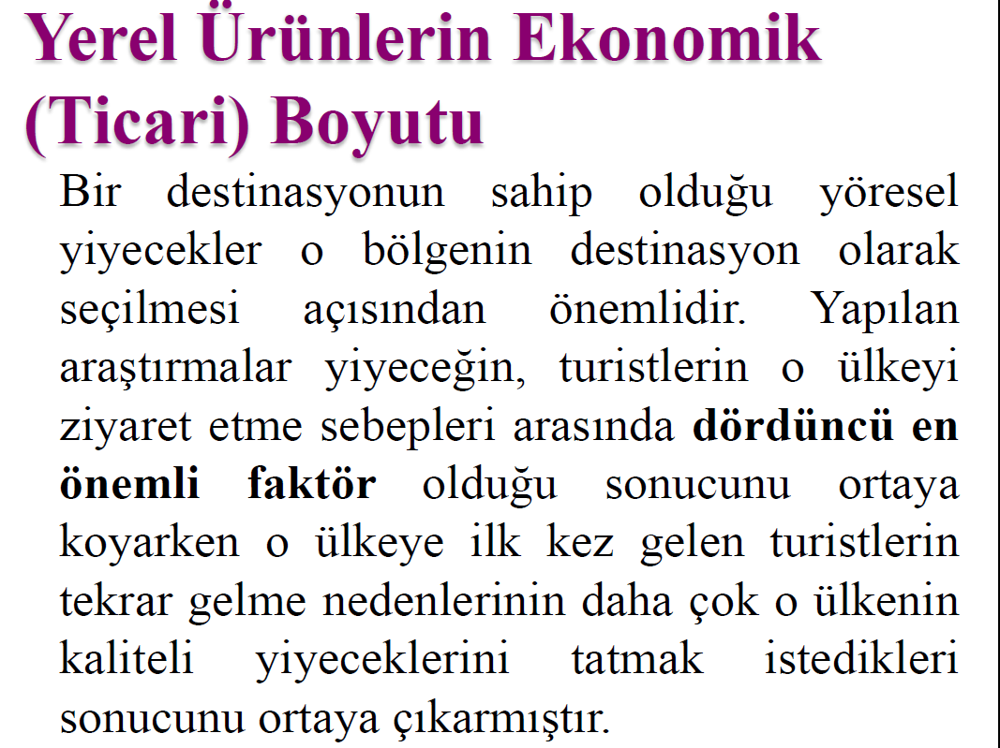 Yerel Ürünlerin Ekonomik
(Ticari) Boyutu
Bir destinasyonun sahip olduğu yöresel
yiyecekler o bölgenin destinasyon olarak
seçilmesi açısından önemlidir. Yapılan
araştırmalar yiyeceğin, turistlerin o ülkeyi
ziyaret etme sebepleri arasında dördüncü en
önemli faktör olduğu sonucunu ortaya
koyarken o ülkeye ilk kez gelen turistlerin
tekrar gelme nedenlerinin daha çok o ülkenin
kaliteli yiyeceklerini tatmak istedikleri
sonucunu ortaya çıkarmıştır.